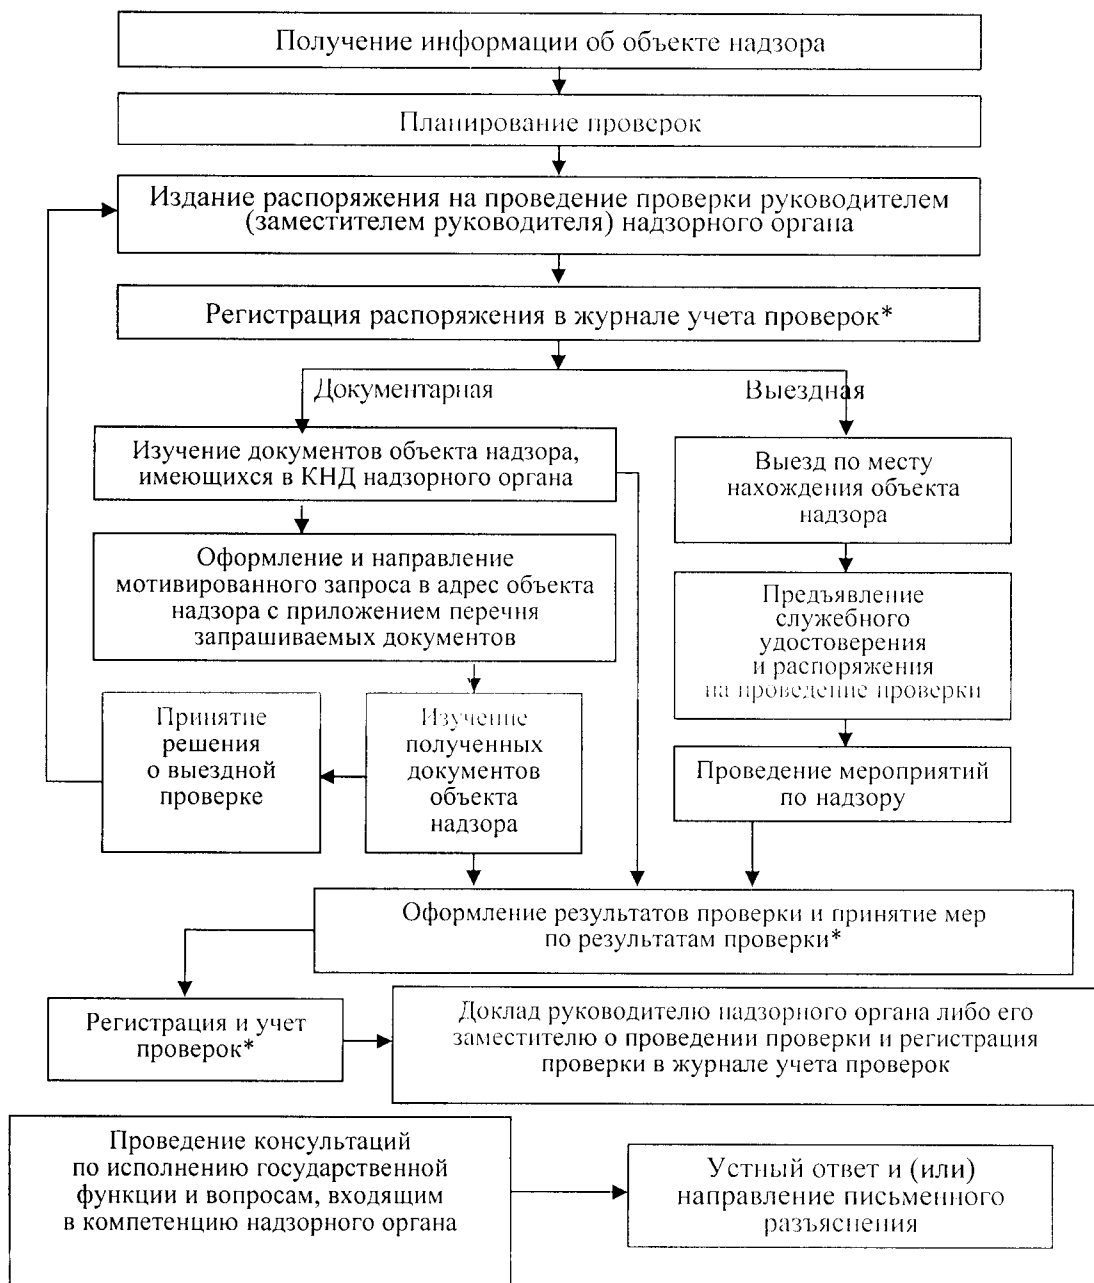 Получение информации об объекте надзора
Планирование проверок
Издание распоряжения на проведение проверки руководителем
(заместителем руководителя) надзорного органа
Регистрация распоряжения в журнале учета проверок*
Документарная
Выездная
Изучение документов объекта надзора,
имеющихся в КНД надзорного органа
Выезд по месту
нахождения объекта
надзора
Оформление и направление
мотивированного запроса в адрес объекта
надзора с приложением перечня
запрашиваемых документов
Предъявление
служебного
удостоверения
и распоряжения
на проведение проверки
Принятие
решения
о выездной
проверке
Изучение
полученных
документов
объекта
надзора
Проведение мероприятий
по надзору
Оформление результатов проверки и принятие мер
по результатам проверки*
Регистрация и учет
проверок*
Доклад руководителю надзорного органа либо его
заместителю о проведении проверки и регистрация
проверки в журнале учета проверок
Проведение консультаций
по исполнению государственной
функции и вопросам, входящим
в компетенцию надзорного органа
Устный ответ и (или)
направление письменного
разъяснения